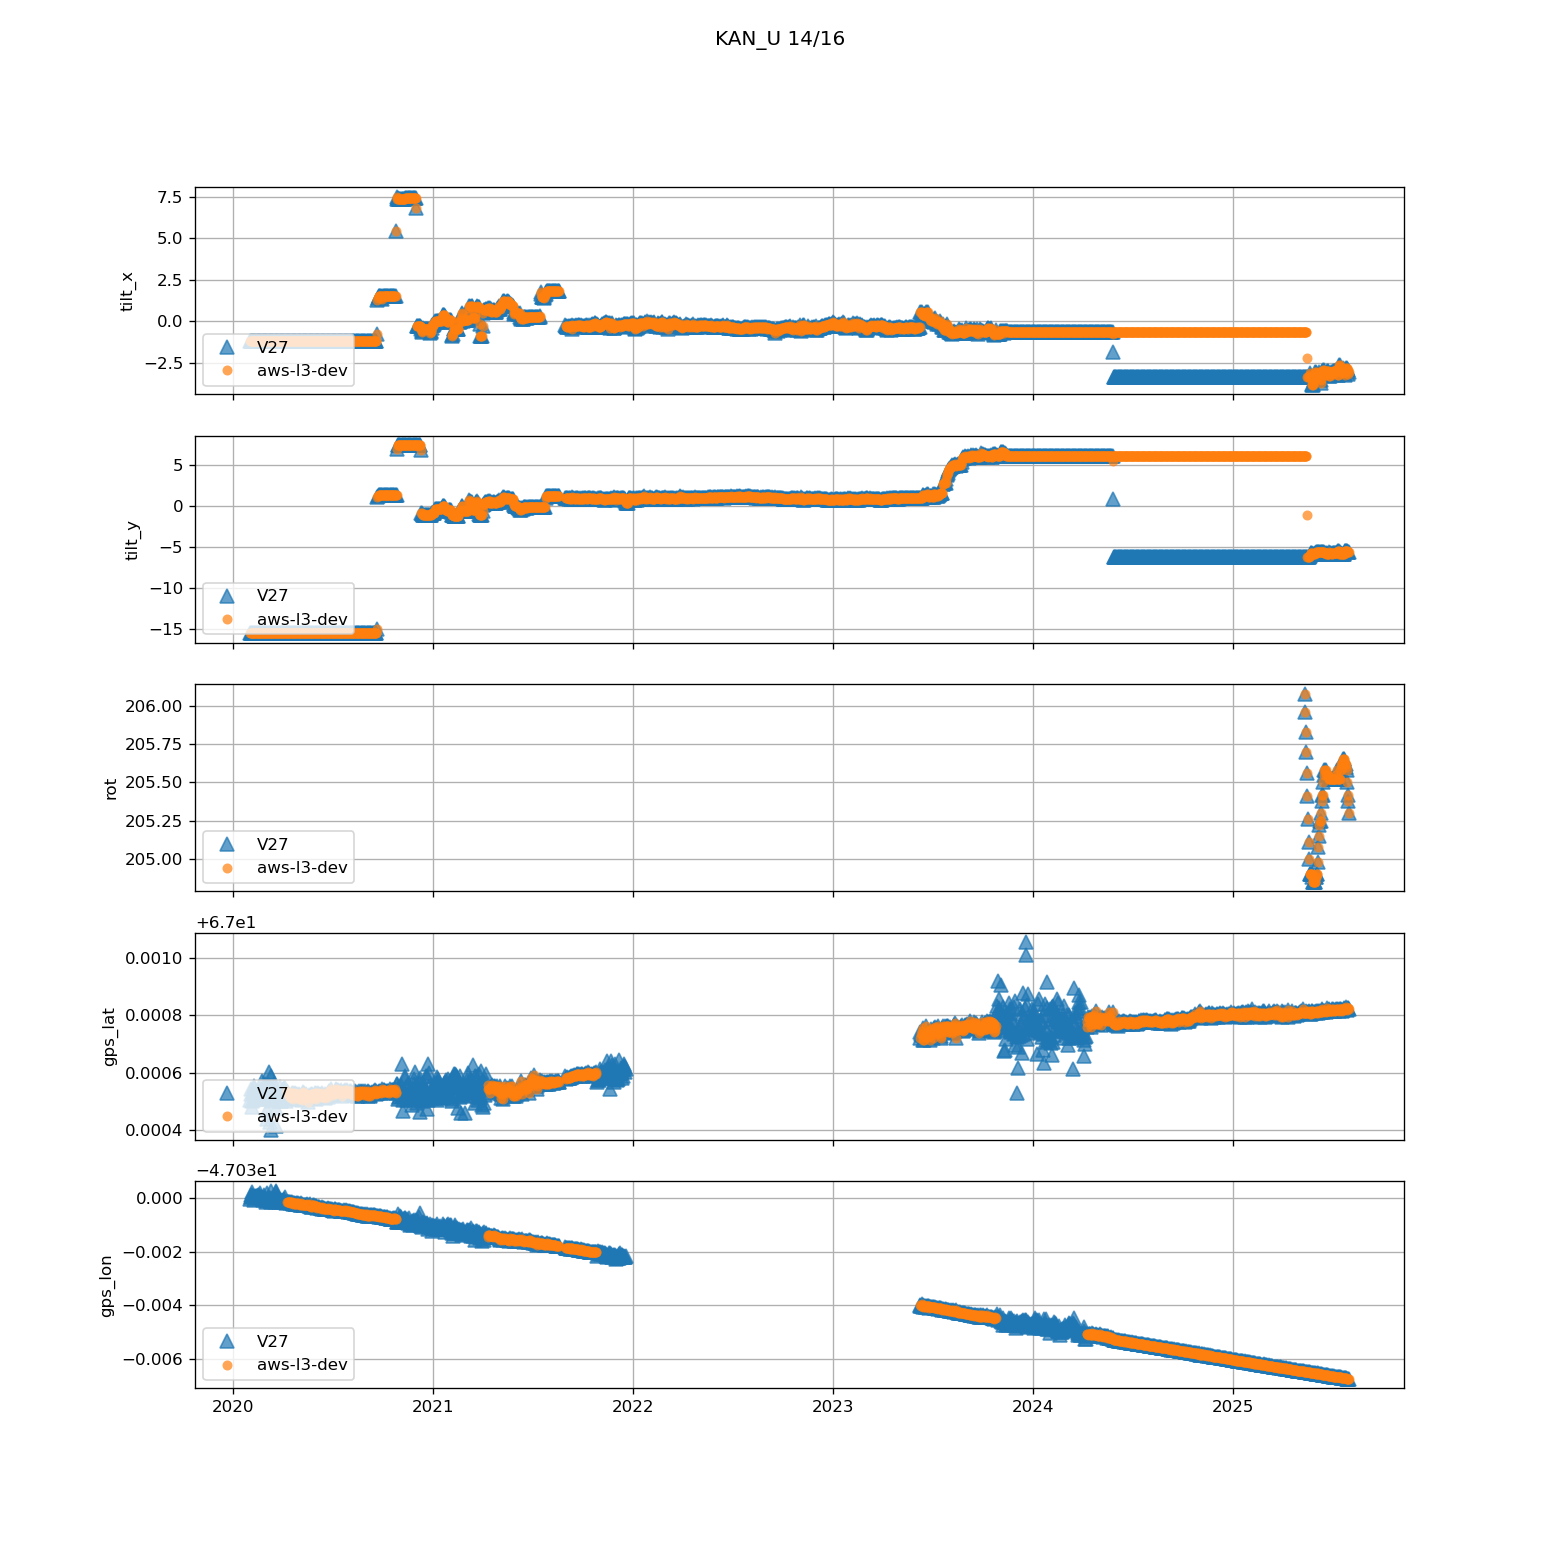 KAN_U 14/16
7.5
5.0
2.5
0.0
−2.5
tilt_x
V27
aws-l3-dev
5
0
−5
−10
−15
tilt_y
V27
aws-l3-dev
206.00
205.75
205.50
205.25
205.00
rot
V27
aws-l3-dev
+6.7e1
0.0010
0.0008
0.0006
0.0004
gps_lat
V27
aws-l3-dev
−4.703e1
0.000
−0.002
−0.004
−0.006
gps_lon
V27
aws-l3-dev
2020 2021 2022 2023 2024 2025